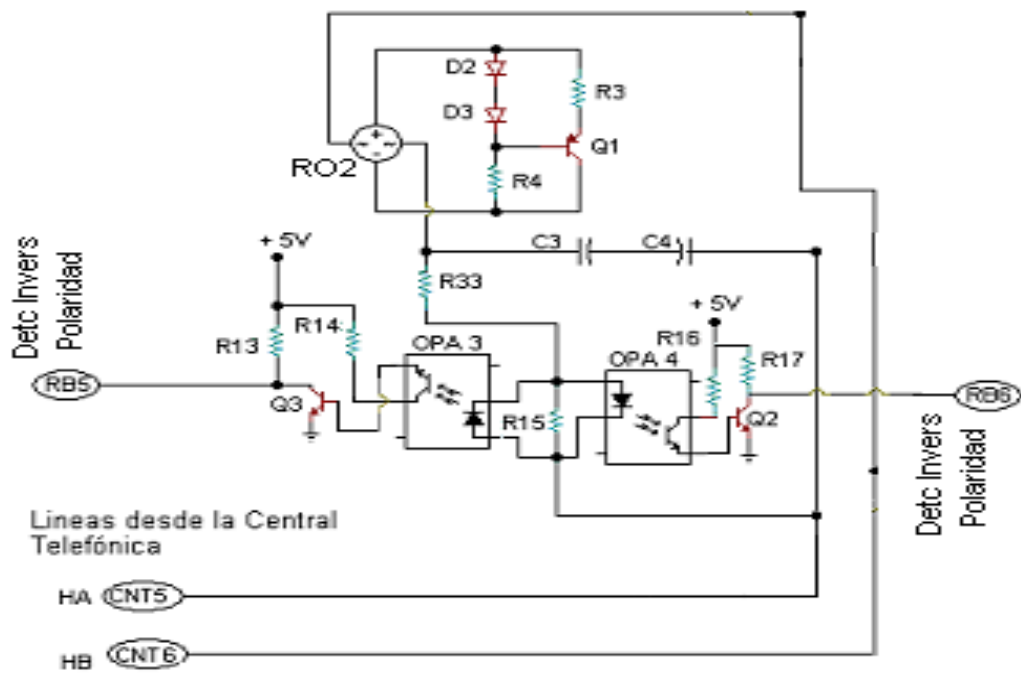 D2
R3
D3
Q1
RO2
R4
+ 5V
C3
C4
Detc Invers
Polaridad
R33
+ 5V
R14
R13
OPA 3
R16
OPA 4
R17
RB5
Q3
R15
Q2
RB6
Detc Invers
Polaridad
Lineas desde la Central
Telefónica
HA CNT5
HB CNT6